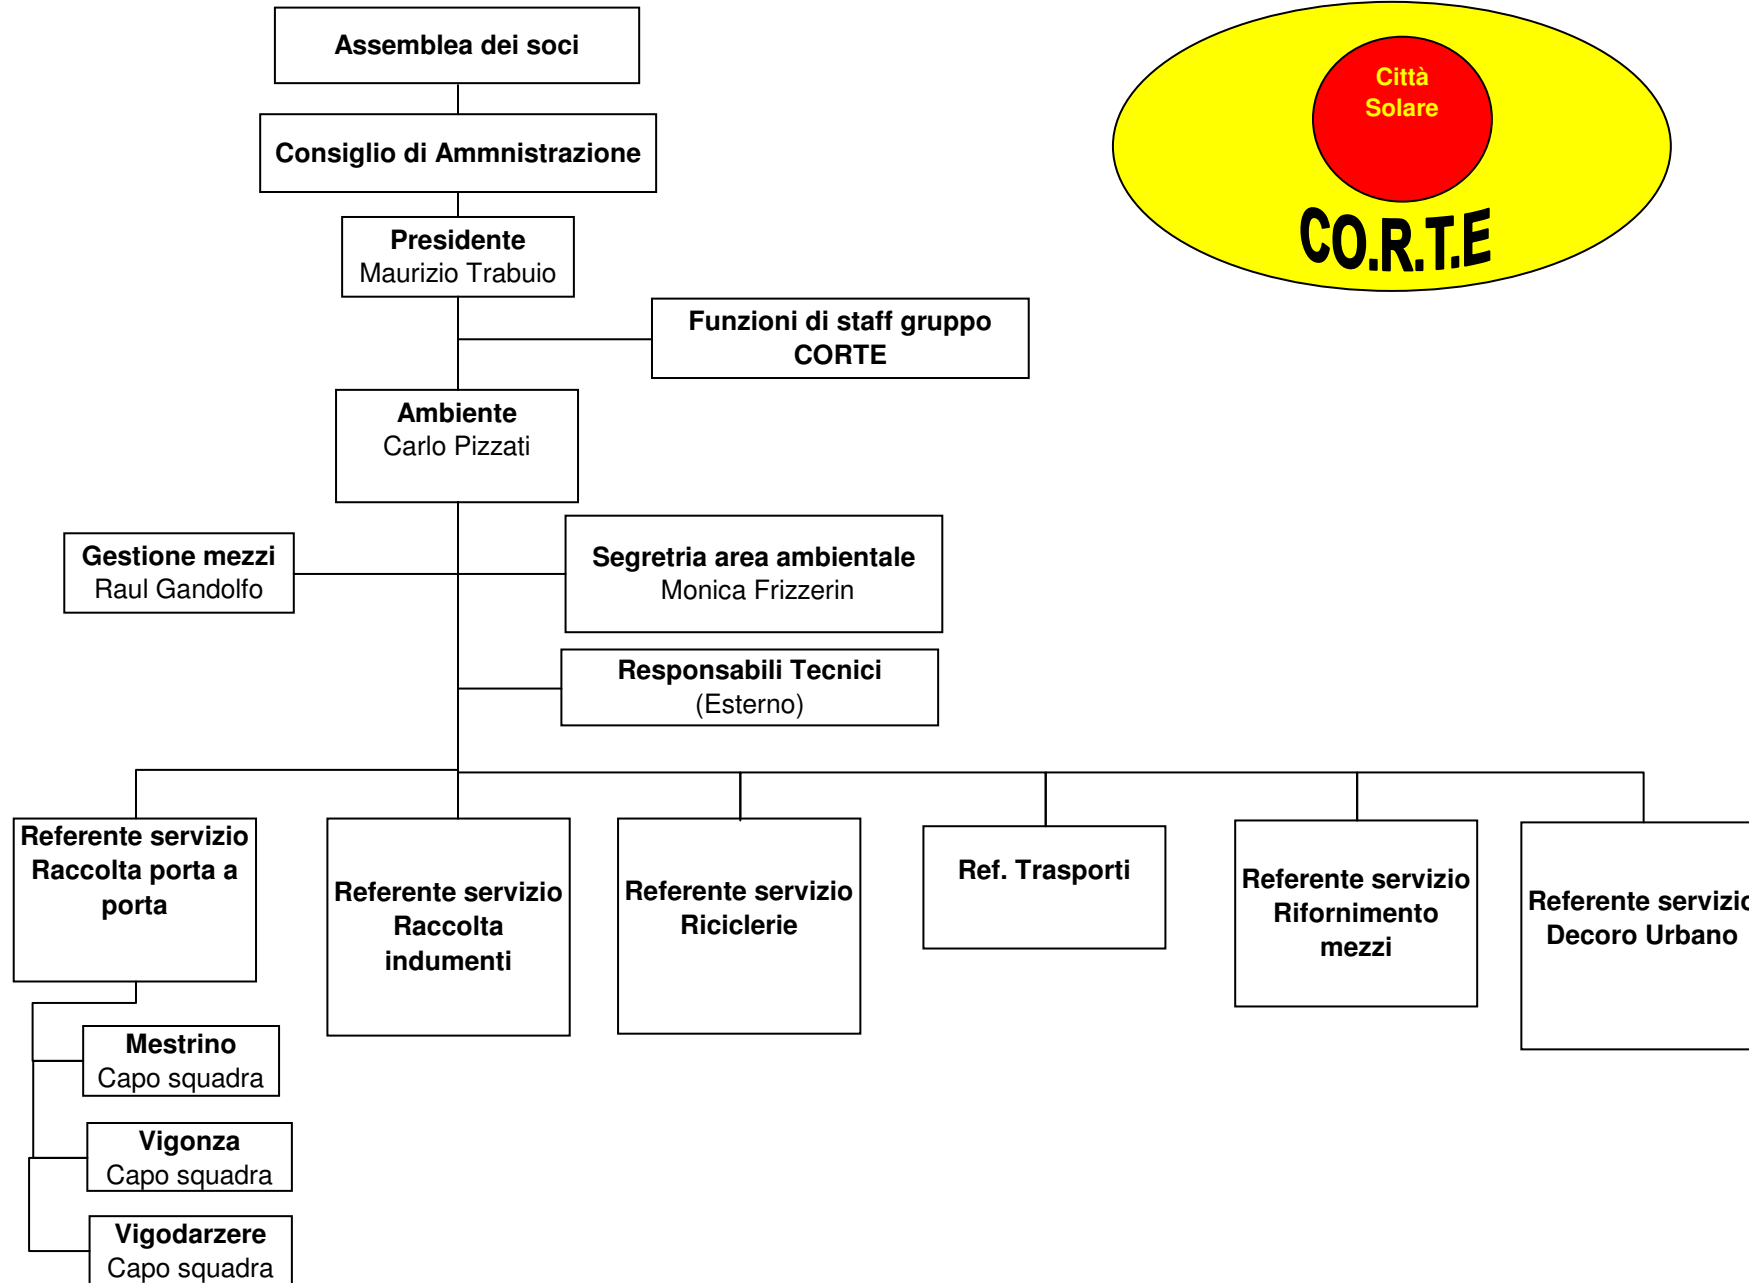 Assemblea dei soci
Consiglio di Ammnistrazione
Presidente
Maurizio Trabuio
Funzioni di staff gruppo
CORTE
Ambiente
Carlo Pizzati
Gestione mezzi
Raul Gandolfo
Segretria area ambientale
Monica Frizzerin
Responsabili Tecnici
(Esterno)
Referente servizio
Raccolta porta a
porta
Referente servizio
Raccolta
indumenti
Referente servizio
Riciclerie
Ref. Trasporti
Referente servizio
Rifornimento
mezzi
Referente servizio
Decoro Urbano
Mestrino
Capo squadra
Vigonza
Capo squadra
Vigodarzere
Capo squadra
Città
Solare
CO.R.T.E